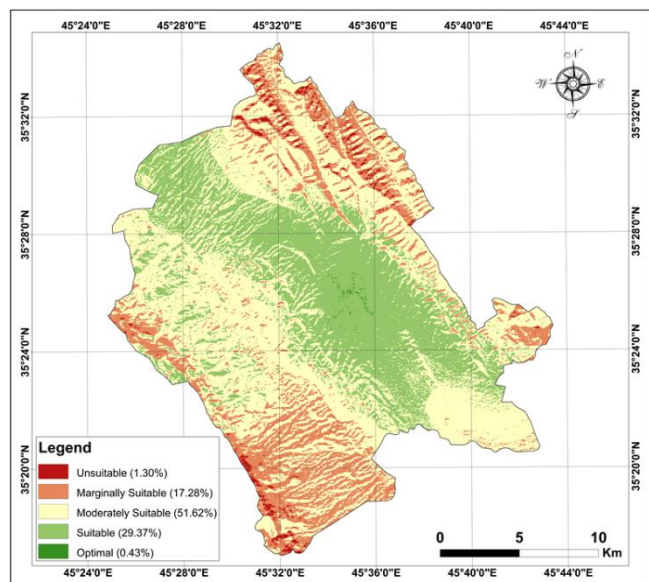 45°24'0"E 45°28'0"E 45°32'0"E 45°36'0"E 45°40'0"E 45°44'0"E
N
W E
S
35°32'0"N 35°32'0"N
35°28'0"N 35°28'0"N
35°24'0"N 35°24'0"N
35°20'0"N 35°20'0"N
Legend
Unsuitable (1.30%)
Marginally Suitable (17.28%)
Moderately Suitable (51.62%)
Suitable (29.37%)
Optimal (0.43%)
0 5 10
Km
45°24'0"E 45°28'0"E 45°32'0"E 45°36'0"E 45°40'0"E 45°44'0"E